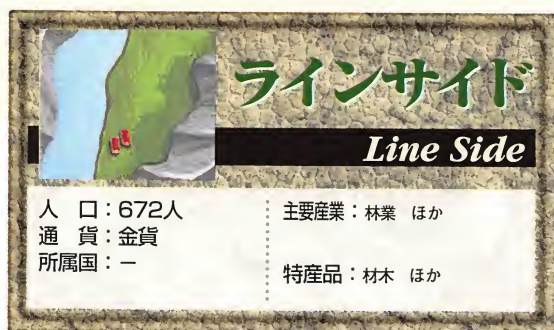 ラインサイド
Line Side
人　口：672人
通　貨：金貨
所属国：－
主要産業：林業　ほか
特産品：材木　ほか